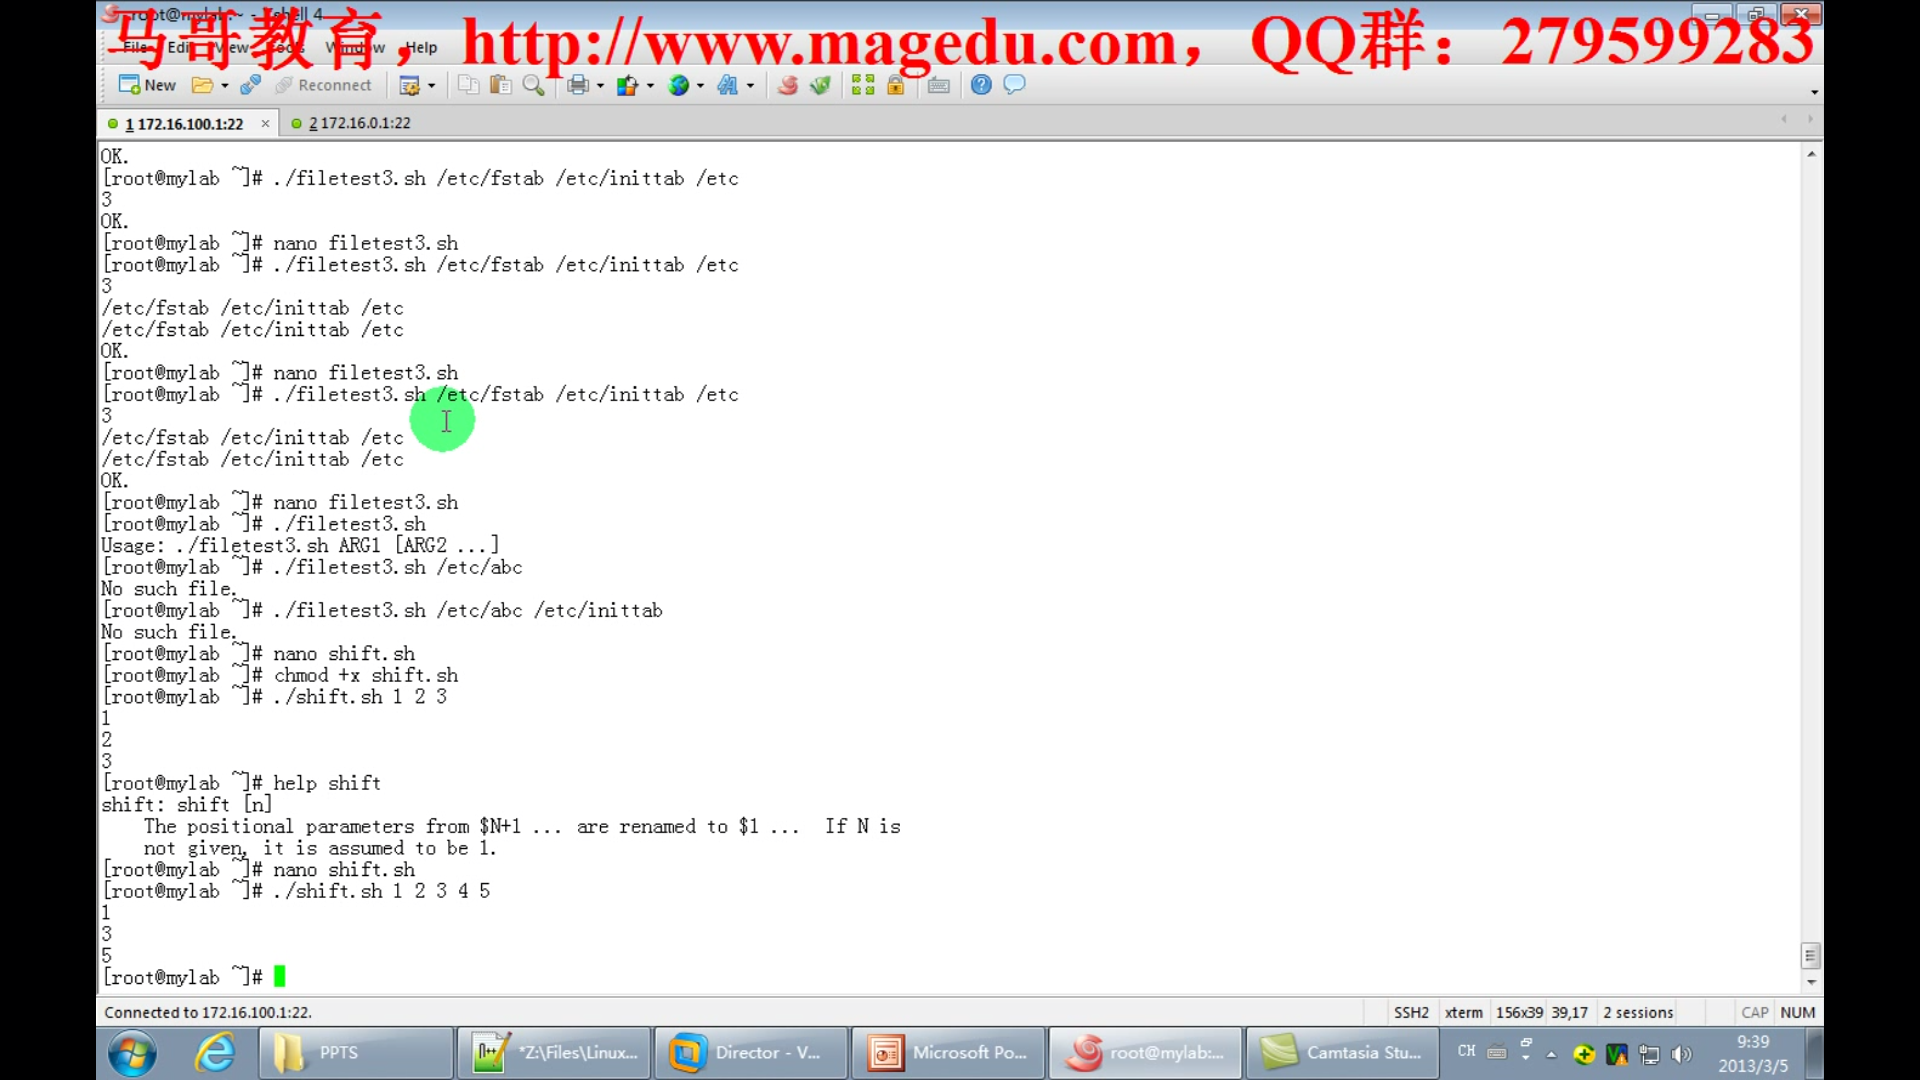 root@mylab:~ - Xshell 4
马哥教育，http://www.magedu.com，QQ群：279599283
File Edit View Tools Window Help
New Reconnect
1 172.16.100.1:22 × 2 172.16.0.1:22
OK.
[root@mylab ~]# ./filetest3.sh /etc/fstab /etc/inittab /etc
3
OK.
[root@mylab ~]# nano filetest3.sh
[root@mylab ~]# ./filetest3.sh /etc/fstab /etc/inittab /etc
3
/etc/fstab /etc/inittab /etc
/etc/fstab /etc/inittab /etc
OK.
[root@mylab ~]# nano filetest3.sh
[root@mylab ~]# ./filetest3.sh /etc/fstab /etc/inittab /etc
3
/etc/fstab /etc/inittab /etc
/etc/fstab /etc/inittab /etc
OK.
[root@mylab ~]# nano filetest3.sh
[root@mylab ~]# ./filetest3.sh
Usage: ./filetest3.sh ARG1 [ARG2 ...]
[root@mylab ~]# ./filetest3.sh /etc/abc
No such file.
[root@mylab ~]# ./filetest3.sh /etc/abc /etc/inittab
No such file.
[root@mylab ~]# nano shift.sh
[root@mylab ~]# chmod +x shift.sh
[root@mylab ~]# ./shift.sh 1 2 3
1
2
3
[root@mylab ~]# help shift
shift: shift [n]
The positional parameters from $N+1 ... are renamed to $1 ... If N is
not given, it is assumed to be 1.
[root@mylab ~]# nano shift.sh
[root@mylab ~]# ./shift.sh 1 2 3 4 5
1
3
5
[root@mylab ~]#
Connected to 172.16.100.1:22. SSH2 xterm 156x39 39,17 2 sessions CAP NUM
PPTS *Z:\Files\Linux... Director - V... Microsoft Po... root@mylab:... Camtasia Stu... CH 9:39
2013/3/5